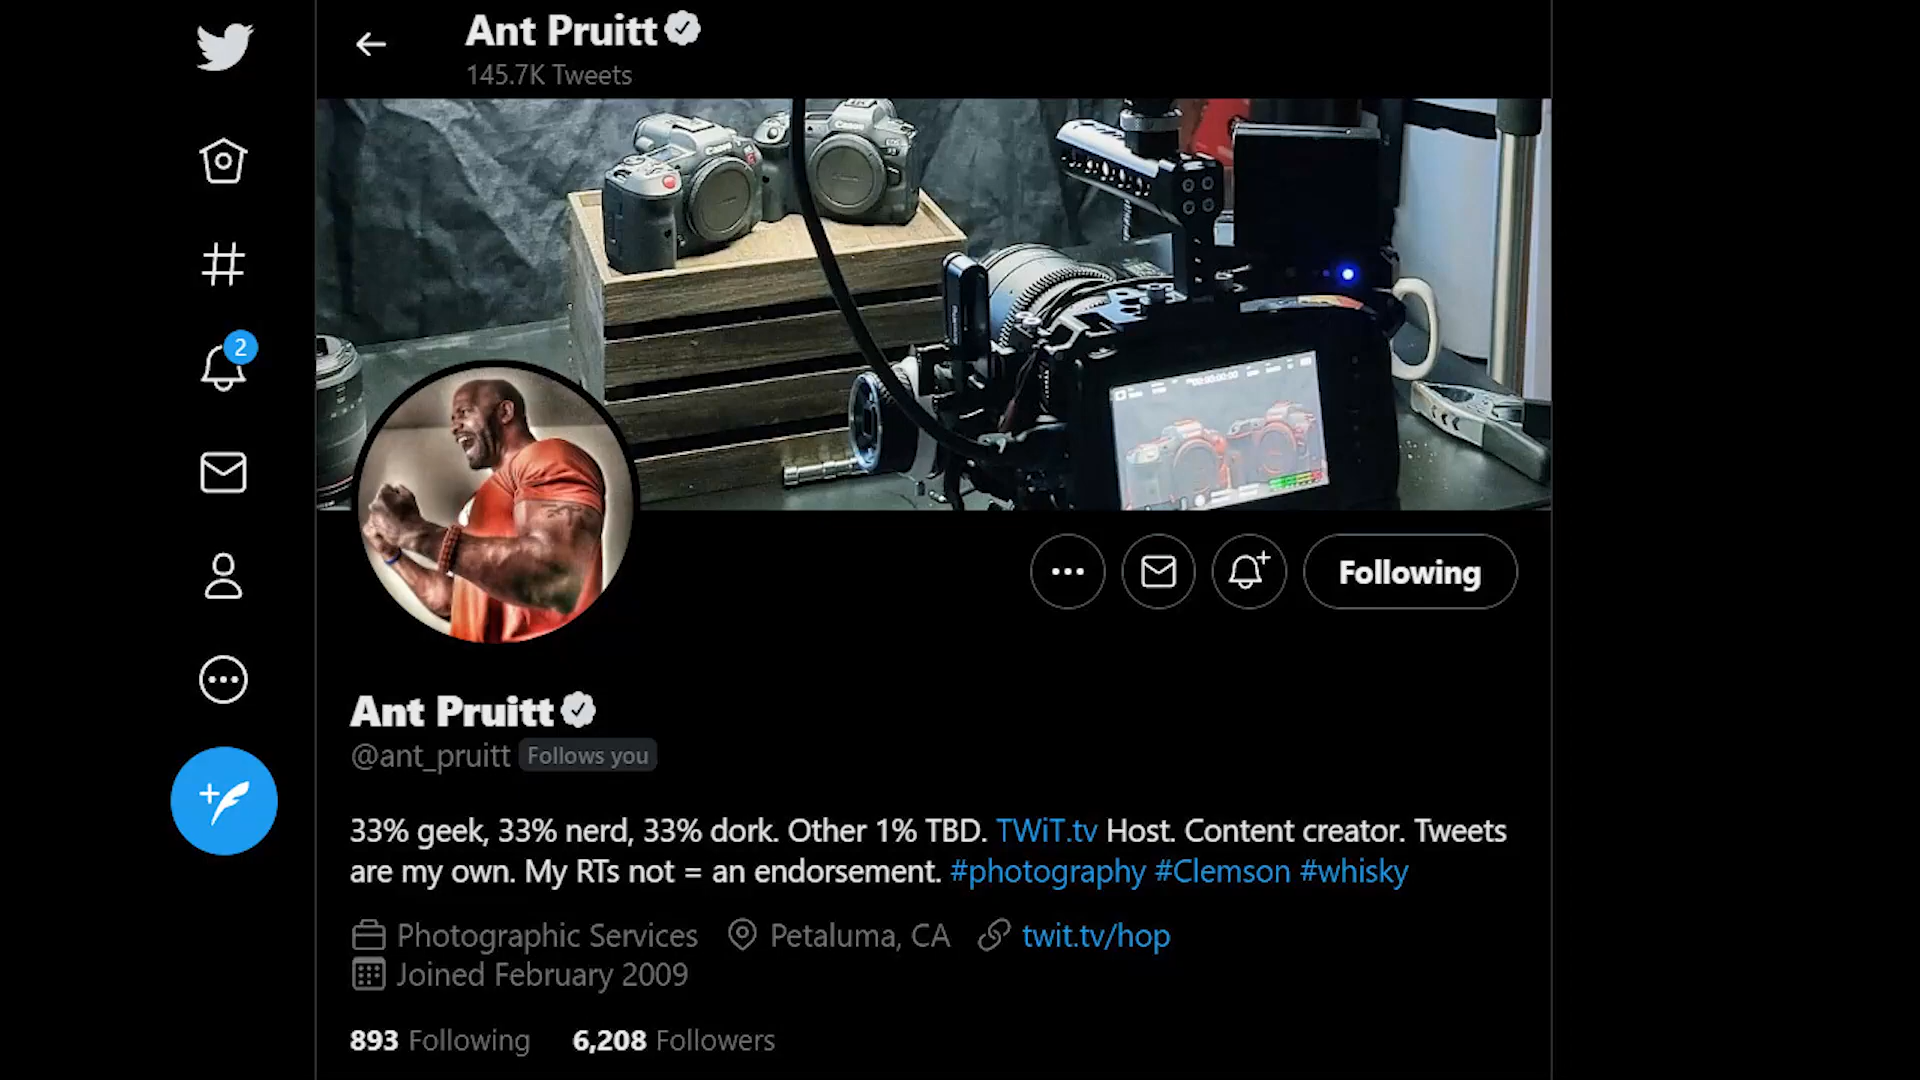 Ant Pruitt
145.7K Tweets
2
Canon
Canon
Following
Ant Pruitt
@ant_pruitt Follows you
33% geek, 33% nerd, 33% dork. Other 1% TBD. TWiT.tv Host. Content creator. Tweets
are my own. My RTs not = an endorsement. #photography #Clemson #whisky
Photographic Services Petaluma, CA twit.tv/hop
Joined February 2009
893 Following 6,208 Followers